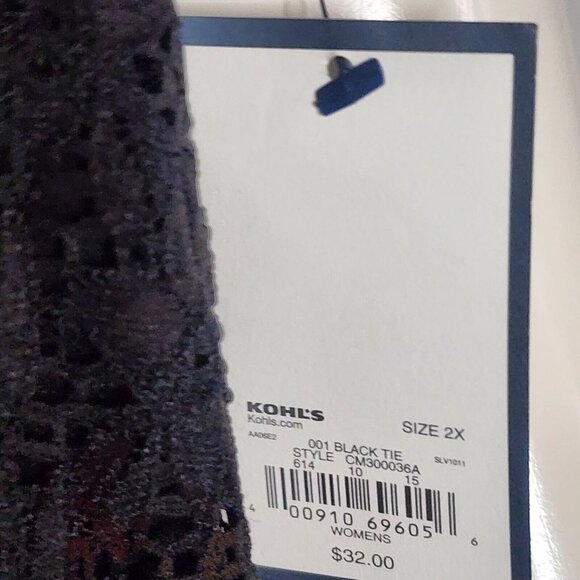 KOHL'S
Kohls.com
SIZE 2X
AA06E2
001 BLACK TIE
SLV1011
STYLE CM300036A
614 10 15
4 00910 69605 6
WOMENS
$32.00